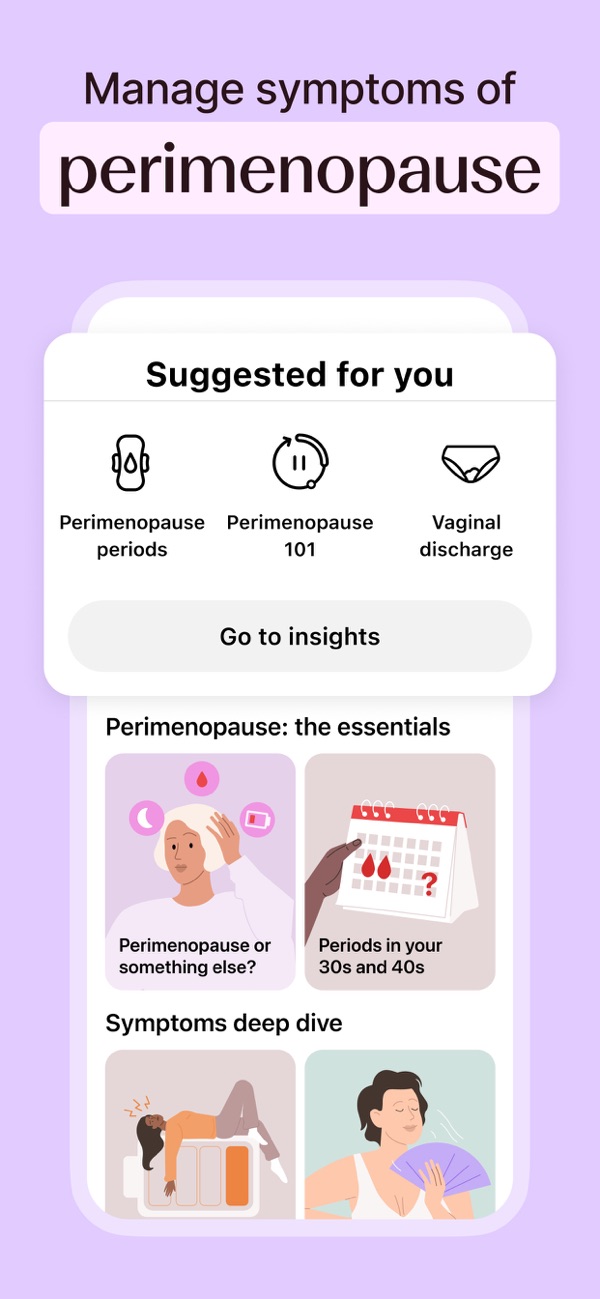 Manage symptoms of
perimenopause
Suggested for you
Perimenopause
periods
Perimenopause
101
Vaginal
discharge
Go to insights
Perimenopause: the essentials
?
Perimenopause or
something else?
Periods in your
30s and 40s
Symptoms deep dive